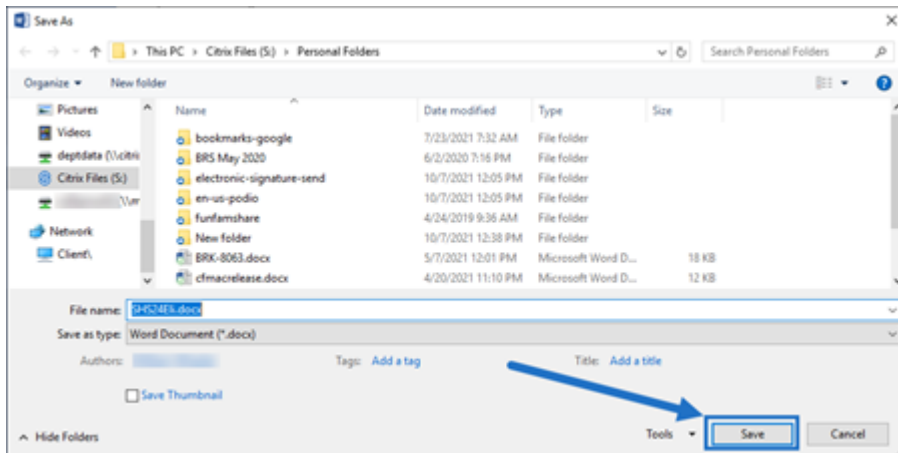 Save As
This PC > Citrix Files (S:) > Personal Folders
Search Personal Folders
Organize
New folder
Name
Date modified
Type
Size
Pictures
Videos
deptdata (\\citri
Citrix Files (S:)
Network
Client\
bookmarks-google 7/23/2021 7:32 AM File folder
BRS May 2020 6/2/2020 7:16 PM File folder
electronic-signature-send 10/7/2021 12:05 PM File folder
en-us-podio 10/7/2021 12:05 PM File folder
funfamshare 4/24/2019 9:36 AM File folder
New folder 10/7/2021 12:38 PM File folder
BRK-8063.docx 5/7/2021 12:01 PM Microsoft Word D... 18 KB
cfmacrelease.docx 4/20/2021 11:10 PM Microsoft Word D... 12 KB
File name: SHS24Eli.docx
Save as type: Word Document (*.docx)
Authors:
Tags: Add a tag
Title: Add a title
Save Thumbnail
Hide Folders
Tools
Save
Cancel